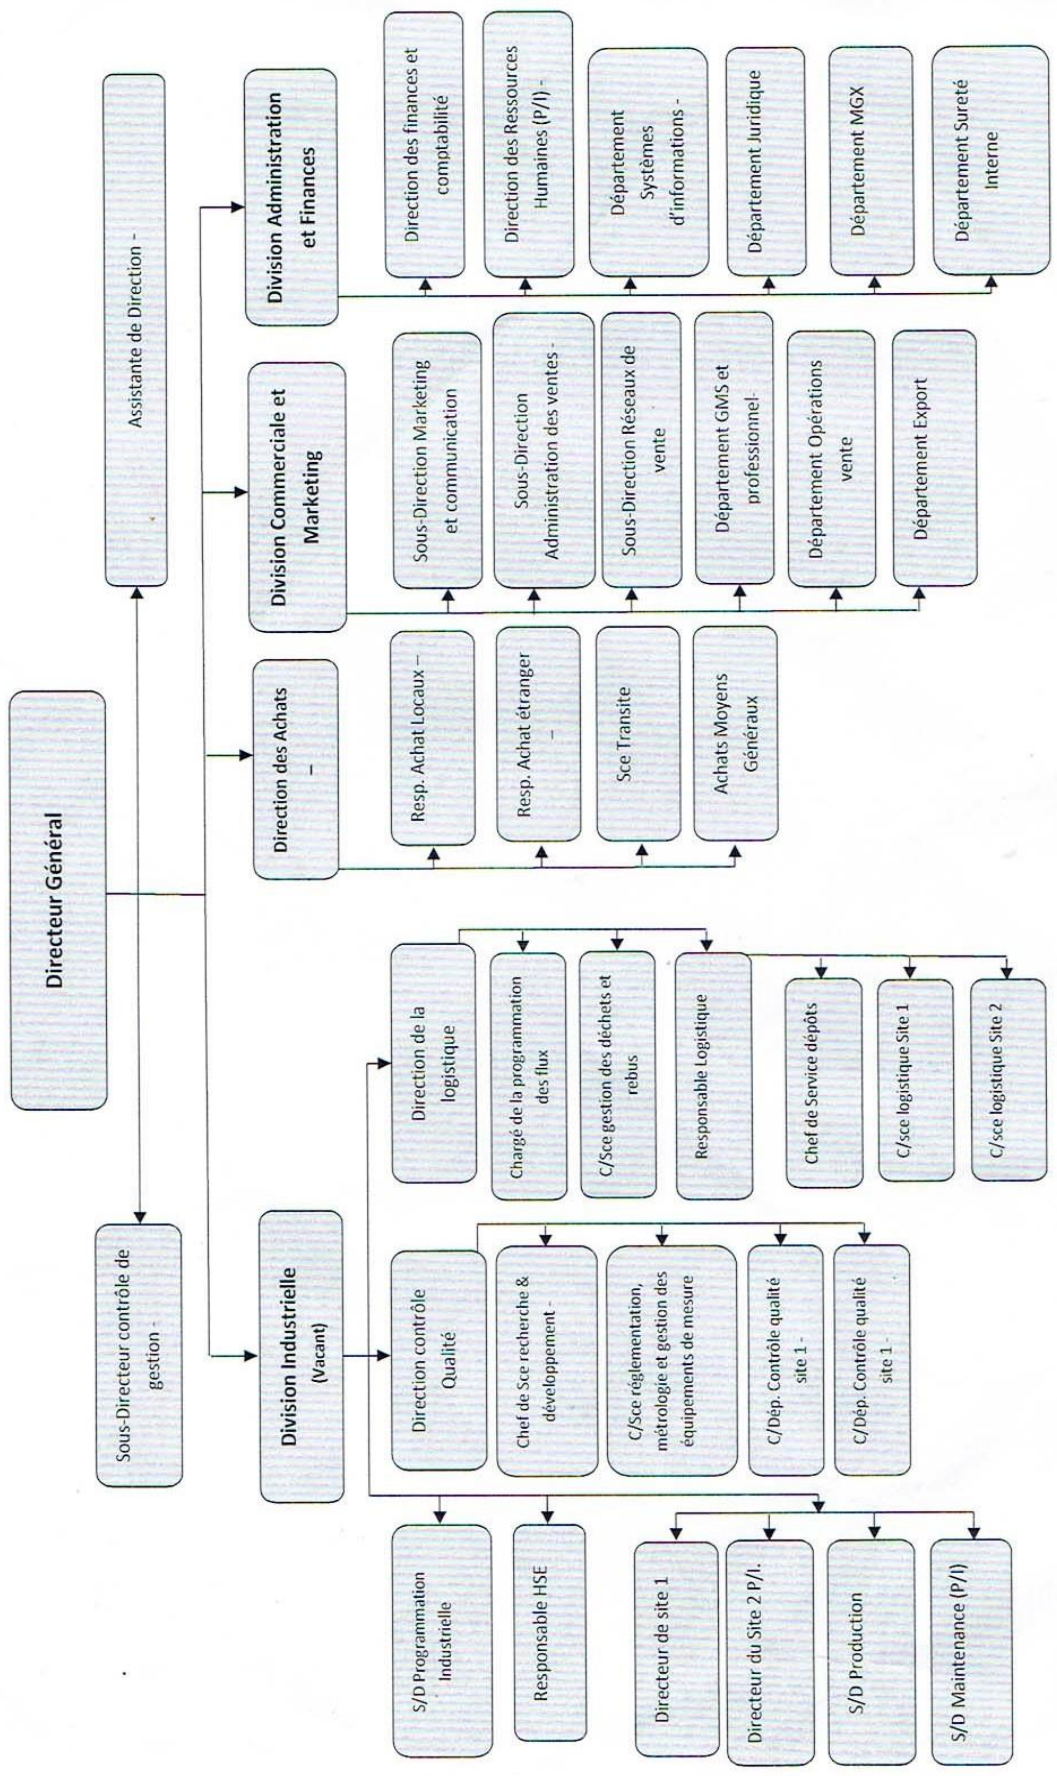 Directeur Général
Sous-Directeur contrôle de
gestion -
Assistante de Direction -
Division Industrielle
(Vacant)
Direction des Achats
–
Division Commerciale et
Marketing
Division Administration
et Finances
S/D Programmation
Industrielle
Responsable HSE
Directeur de site 1
Directeur du Site 2 P/I.
S/D Production
S/D Maintenance (P/I)
Direction contrôle
Qualité
Chef de Sce recherche &
développement -
C/Sce réglementation,
métrologie et gestion des
équipements de mesure
C/Dép. Contrôle qualité
site 1 -
C/Dép. Contrôle qualité
site 1 -
Direction de la
logistique
Chargé de la programmation
des flux
C/Sce gestion des déchets et
rebus
Responsable Logistique
Chef de Service dépôts
C/sce logistique Site 1
C/sce logistique Site 2
Resp. Achat Locaux –
Resp. Achat étranger
–
Sce Transite
Achats Moyens
Généraux
Sous-Direction Marketing
et communication
Sous-Direction
Administration des ventes -
Sous-Direction Réseaux de
vente
Département GMS et
professionnel-
Département Opérations
vente
Département Export
Direction des finances et
comptabilité
Direction des Ressources
Humaines (P/I) -
Département
Systèmes
d'informations -
Département Juridique
Département MGX
Département Sureté
Interne